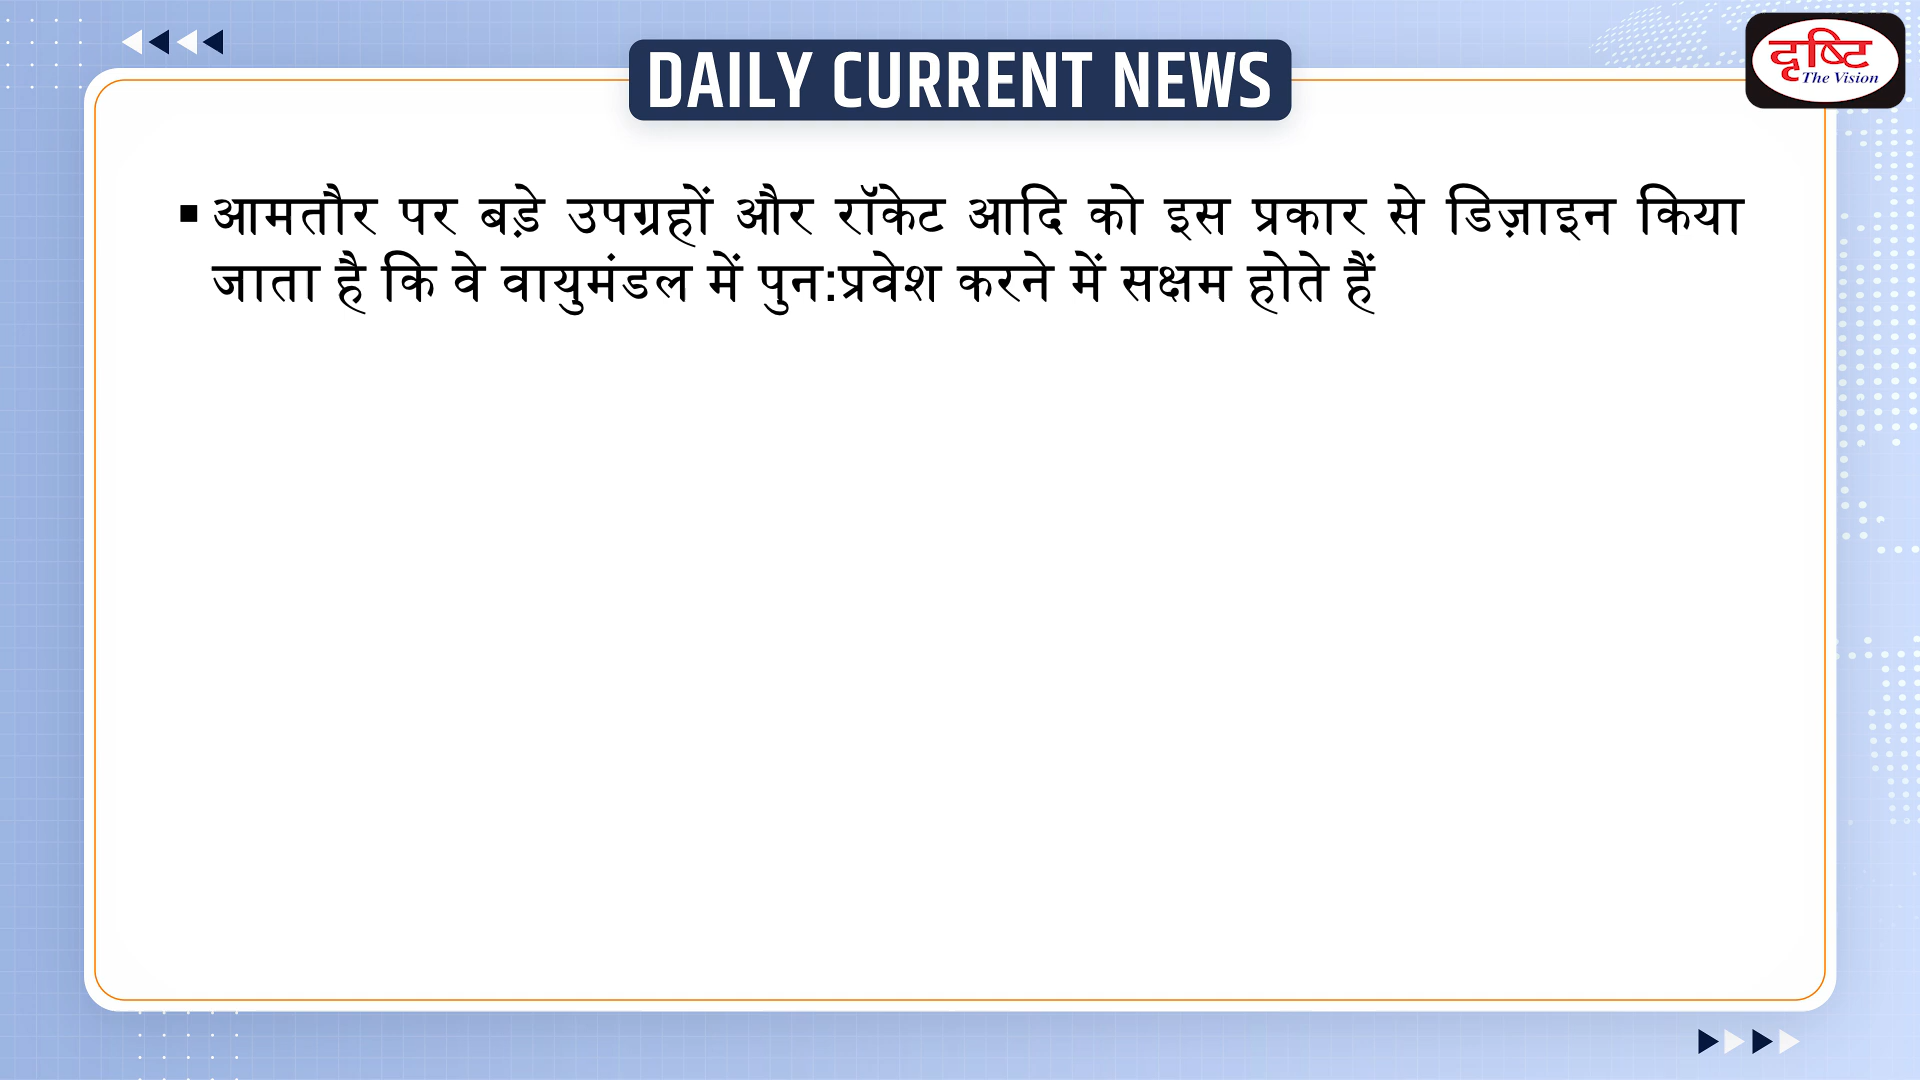 DAILY CURRENT NEWS
दृष्टि
The Vision
▪ आमतौर पर बड़े उपग्रहों और रॉकेट आदि को इस प्रकार से डिज़ाइन किया
जाता है कि वे वायुमंडल में पुन:प्रवेश करने में सक्षम होते हैं